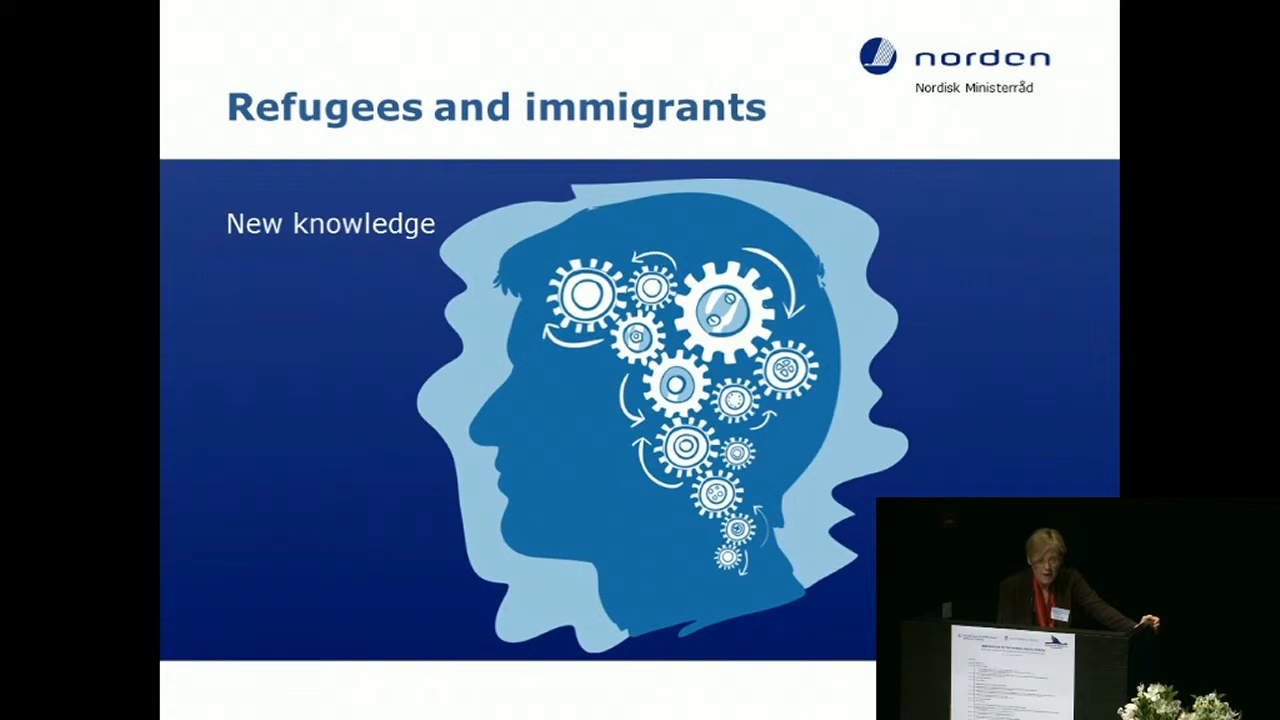 norden
Nordisk Ministerråd
Refugees and immigrants
New knowledge